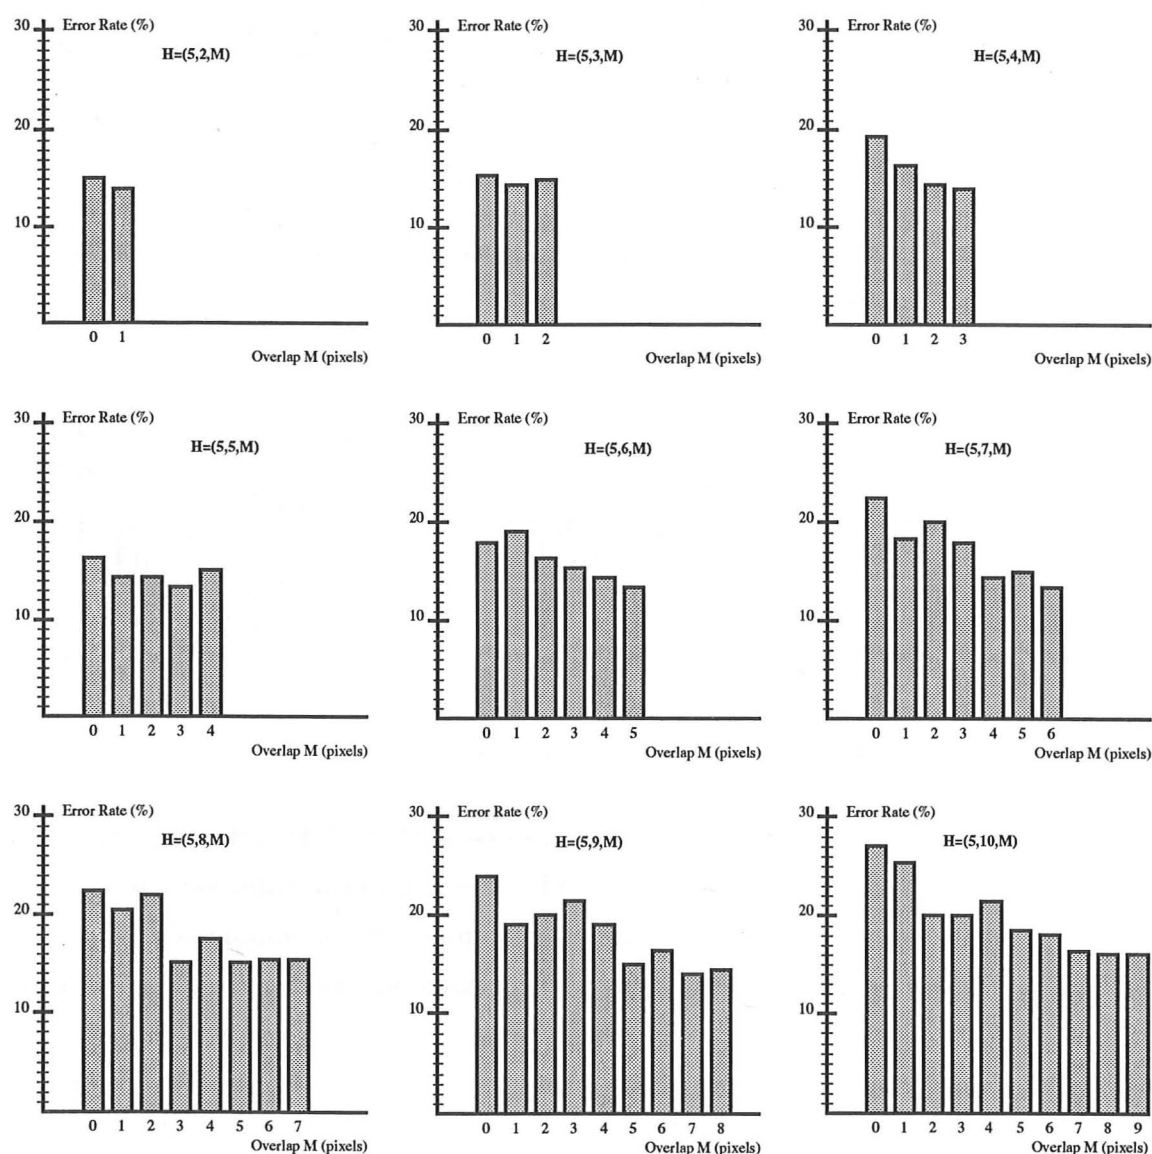 30 Error Rate (%)
H=(5,2,M)
20
10
0 1
Overlap M (pixels)
30 Error Rate (%)
H=(5,3,M)
20
10
0 1 2
Overlap M (pixels)
30 Error Rate (%)
H=(5,4,M)
20
10
0 1 2 3
Overlap M (pixels)
30 Error Rate (%)
H=(5,5,M)
20
10
0 1 2 3 4
Overlap M (pixels)
30 Error Rate (%)
H=(5,6,M)
20
10
0 1 2 3 4 5
Overlap M (pixels)
30 Error Rate (%)
H=(5,7,M)
20
10
0 1 2 3 4 5 6
Overlap M (pixels)
30 Error Rate (%)
H=(5,8,M)
20
10
0 1 2 3 4 5 6 7
Overlap M (pixels)
30 Error Rate (%)
H=(5,9,M)
20
10
0 1 2 3 4 5 6 7 8
Overlap M (pixels)
30 Error Rate (%)
H=(5,10,M)
20
10
0 1 2 3 4 5 6 7 8 9
Overlap M (pixels)